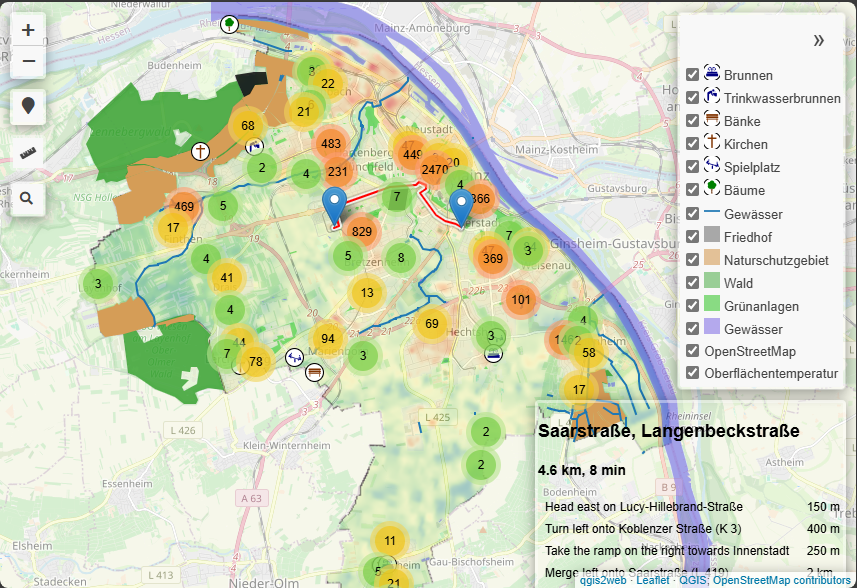 Niederwalluf
Mainz-Amöneburg
Hessen
Budenheim
3
22
21
68
483
Neustadt
449
2470
20
Mainz-Kostheim
2
4
231
4
7
366
Gustavsburg
NSG Höll
469
5
829
7
3
Ginsheim-Gustavsburg
17
4
5
8
369
3
41
13
101
4
69
Hechtsheim
3
4
1462
44
94
7
78
3
58
17
L 425
2
L 426
Klein-Winternheim
2
Essenheim
A 63
11
5
21
Elsheim
Gau-Bischofsheim
Stadecken
L 413
Nieder-Olm
Bodenheim
B 9
Rheininsel
Astheim
+
−
»
Brunnen
Trinkwasserbrunnen
Bänke
Kirchen
Spielplatz
Bäume
Gewässer
Friedhof
Naturschutzgebiet
Wald
Grünanlagen
Gewässer
OpenStreetMap
Oberflächentemperatur
Saarstraße, Langenbeckstraße
4.6 km, 8 min
Head east on Lucy-Hillebrand-Straße 150 m
Turn left onto Koblenzer Straße (K 3) 400 m
Take the ramp on the right towards Innenstadt 250 m
Merge left onto Saarstraße (L 419) 2 km
qgis2web · Leaflet · QGIS, OpenStreetMap contributors